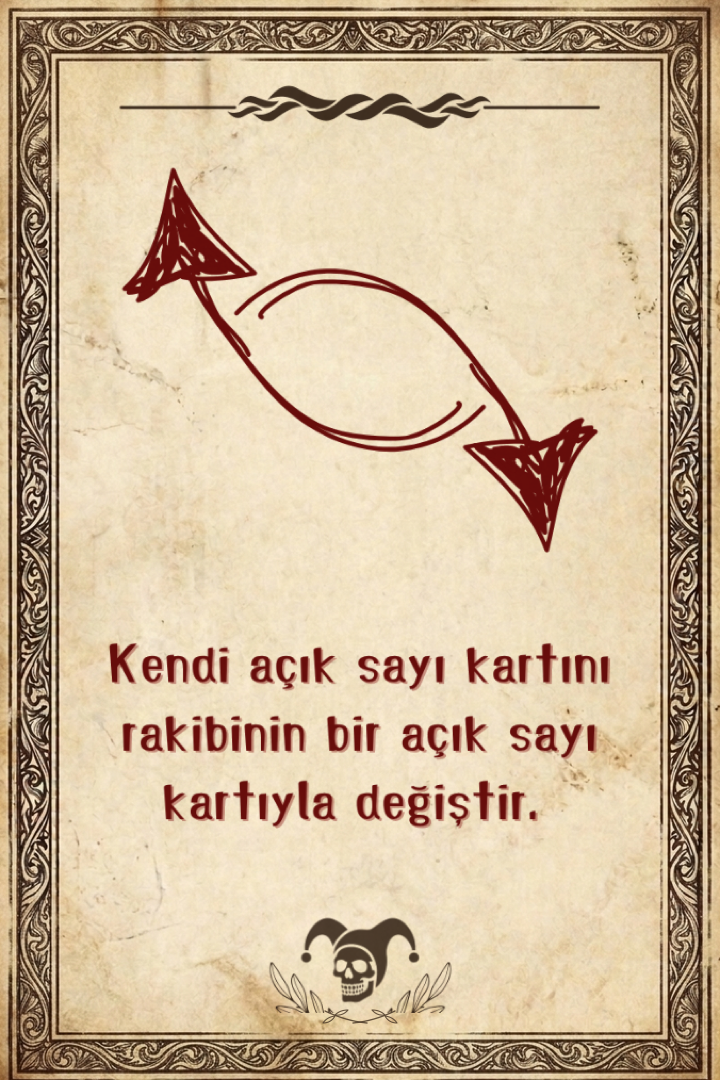 Kendi açık sayı kartını
rakibinin bir açık sayı
kartıyla değiştir.